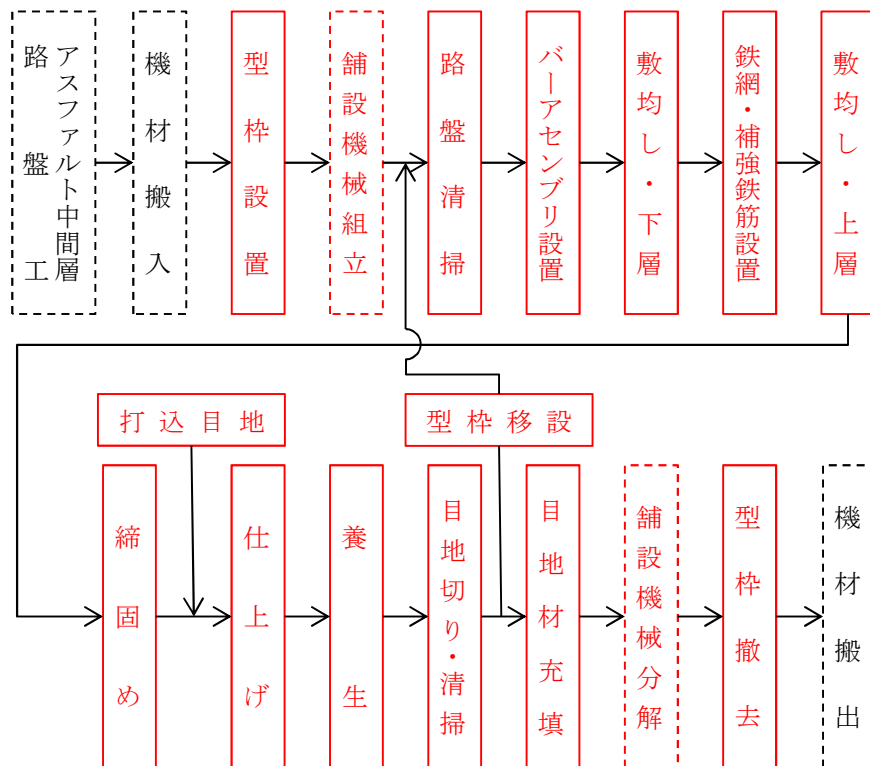 アスファルト中間層
路盤工
機材搬入
型枠設置
舗設機械組立
路盤清掃
バーアセンブリ設置
敷均し・下層
鉄網・補強鉄筋設置
敷均し・上層
打込目地
型枠移設
締固め
仕上げ
養生
目地切り・清掃
目地材充填
舗設機械分解
型枠撤去
機材搬出